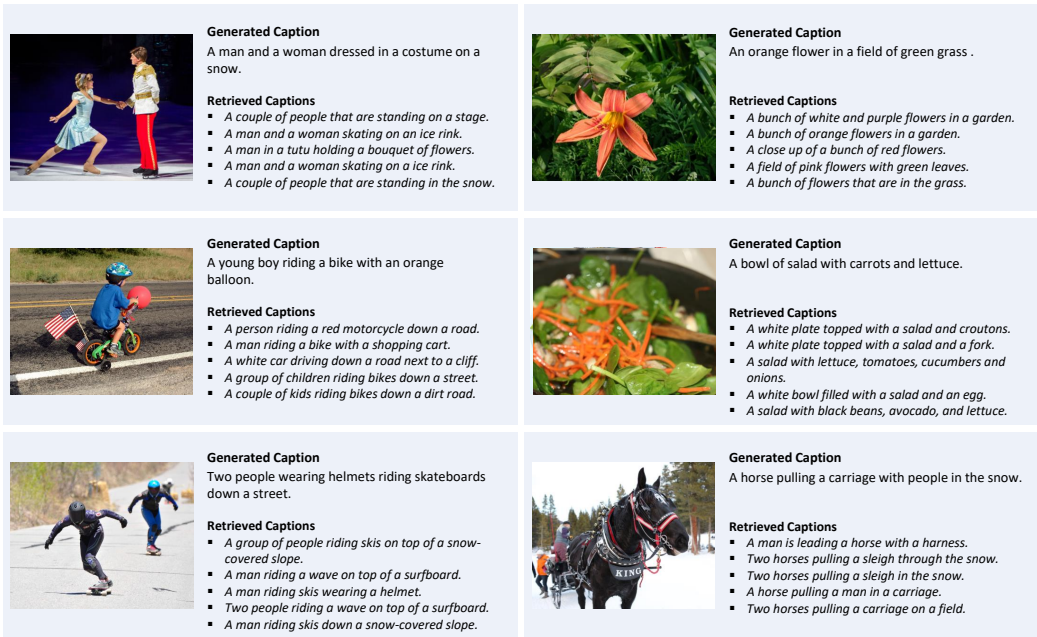 Generated Caption
A man and a woman dressed in a costume on a
snow.
Retrieved Captions
▪ A couple of people that are standing on a stage.
▪ A man and a woman skating on an ice rink.
▪ A man in a tutu holding a bouquet of flowers.
▪ A man and a woman skating on an ice rink.
▪ A couple of people that are standing in the snow.
Generated Caption
An orange flower in a field of green grass .
Retrieved Captions
▪ A bunch of white and purple flowers in a garden.
▪ A bunch of orange flowers in a garden.
▪ A close up of a bunch of red flowers.
▪ A field of pink flowers with green leaves.
▪ A bunch of flowers that are in the grass.
Generated Caption
A young boy riding a bike with an orange
balloon.
Retrieved Captions
▪ A person riding a red motorcycle down a road.
▪ A man riding a bike with a shopping cart.
▪ A white car driving down a road next to a cliff.
▪ A group of children riding bikes down a street.
▪ A couple of kids riding bikes down a dirt road.
Generated Caption
A bowl of salad with carrots and lettuce.
Retrieved Captions
▪ A white plate topped with a salad and croutons.
▪ A white plate topped with a salad and a fork.
▪ A salad with lettuce, tomatoes, cucumbers and
onions.
▪ A white bowl filled with a salad and an egg.
▪ A salad with black beans, avocado, and lettuce.
Generated Caption
Two people wearing helmets riding skateboards
down a street.
Retrieved Captions
▪ A group of people riding skis on top of a snow-
covered slope.
▪ A man riding a wave on top of a surfboard.
▪ A man riding skis wearing a helmet.
▪ Two people riding a wave on top of a surfboard.
▪ A man riding skis down a snow-covered slope.
KING
Generated Caption
A horse pulling a carriage with people in the snow.
Retrieved Captions
▪ A man is leading a horse with a harness.
▪ Two horses pulling a sleigh through the snow.
▪ Two horses pulling a sleigh in the snow.
▪ A horse pulling a man in a carriage.
▪ Two horses pulling a carriage on a field.